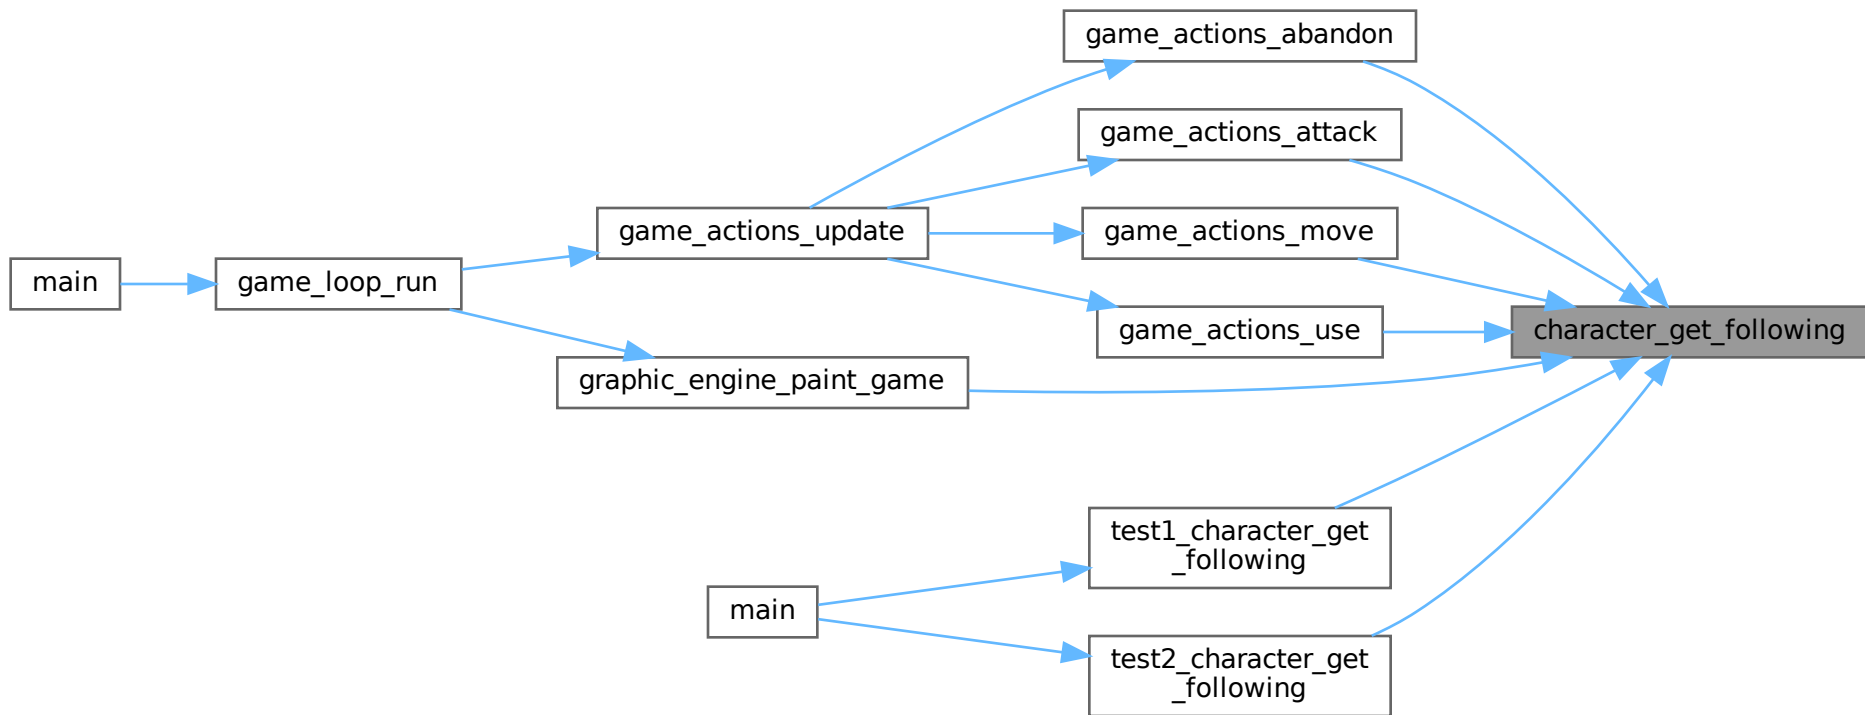 game_actions_abandon
game_actions_attack
game_actions_update
game_actions_move
main
game_loop_run
game_actions_use
character_get_following
graphic_engine_paint_game
test1_character_get
_following
main
test2_character_get
_following